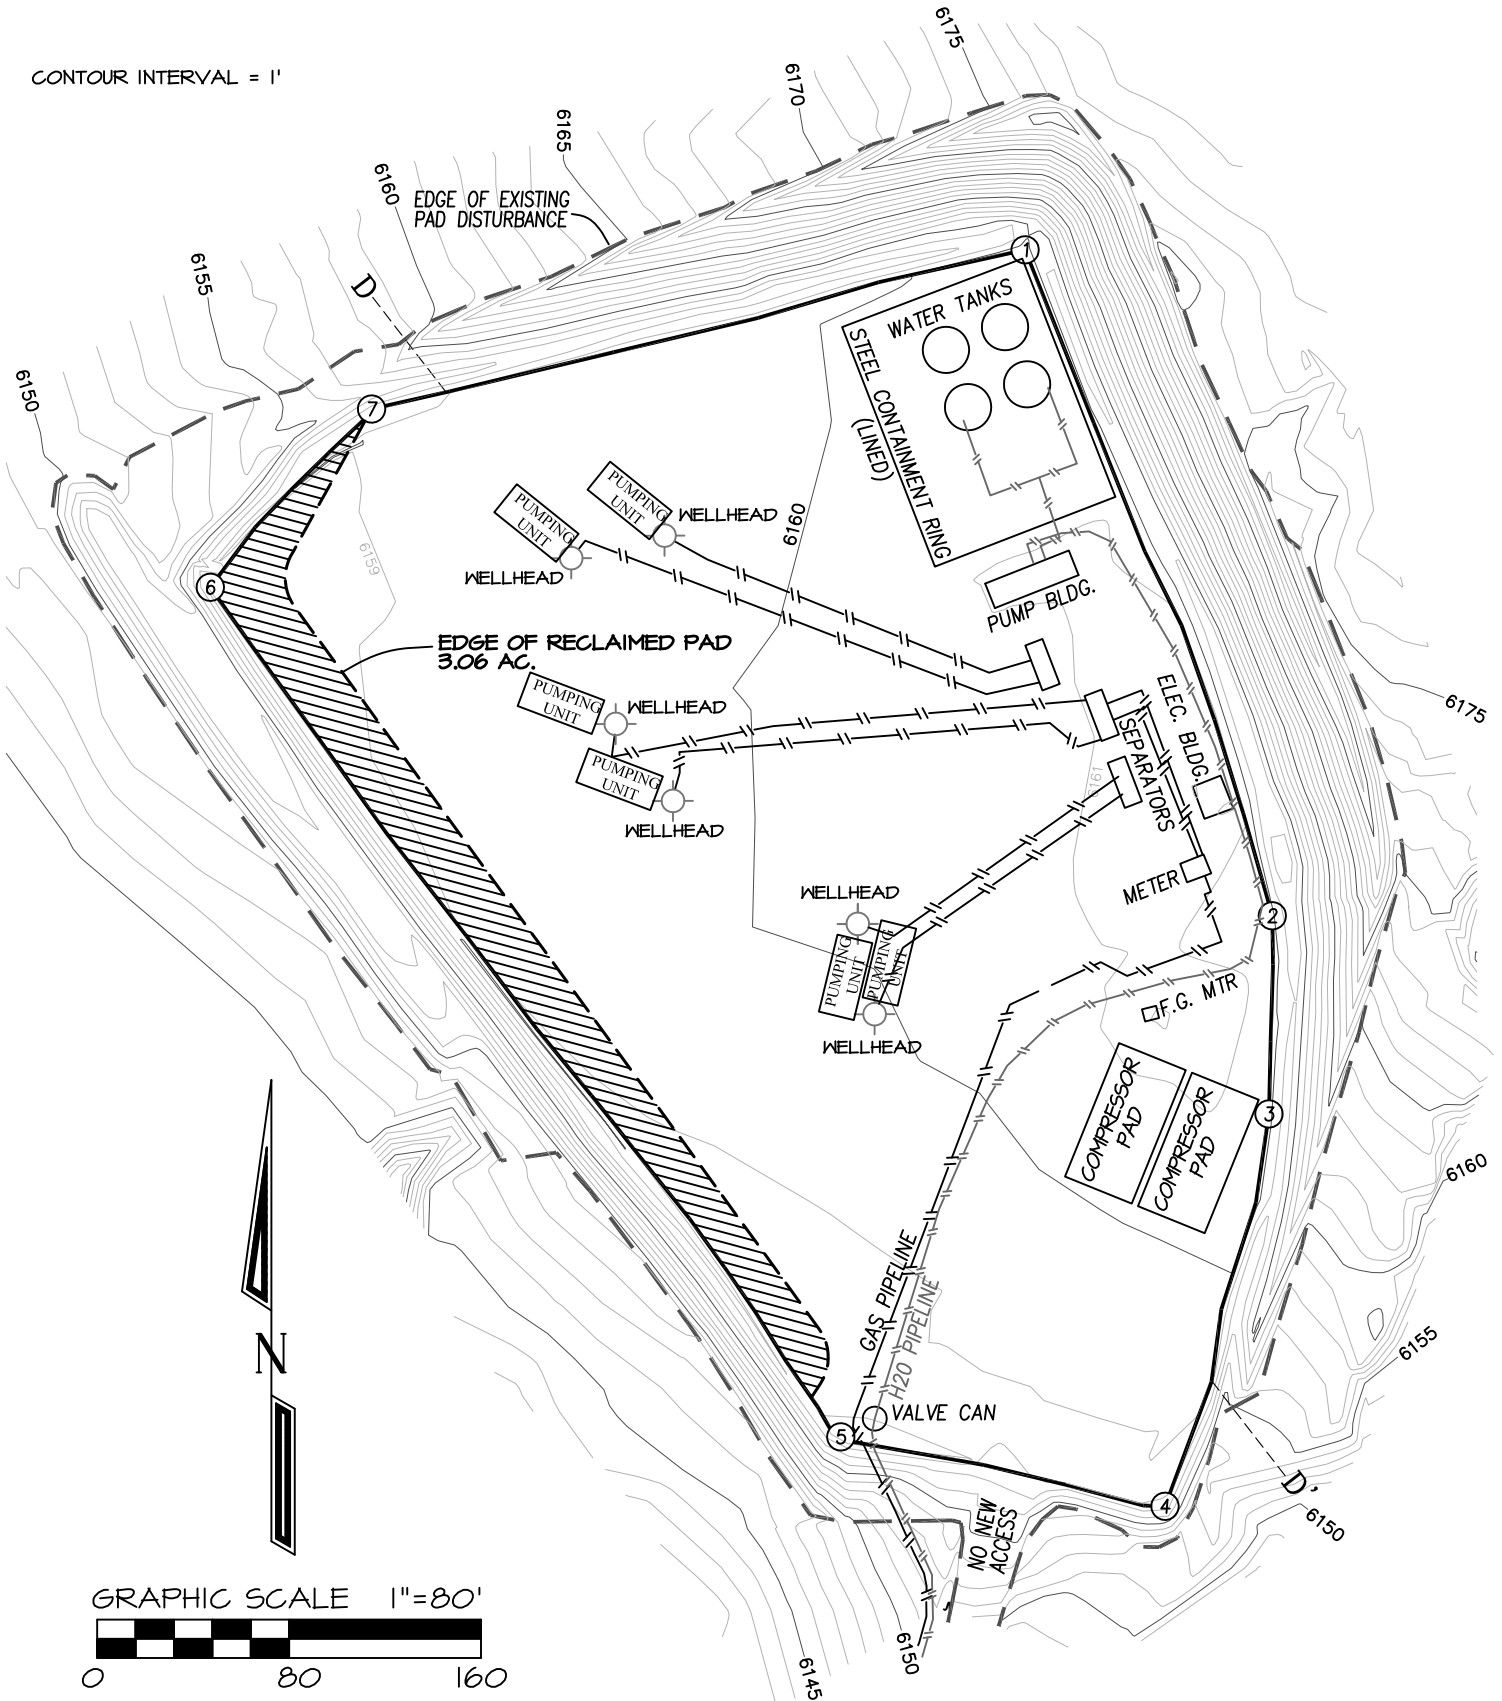 CONTOUR INTERVAL = 1'
6175
6170
6165
6160
EDGE OF EXISTING
PAD DISTURBANCE
6155
D
6150
1
WATER TANKS
STEEL CONTAINMENT RING
(LINED)
7
PUMPING
UNIT
WELLHEAD
PUMPING
UNIT
WELLHEAD
6160
6159
6
PUMP BLDG.
EDGE OF RECLAIMED PAD
3.06 AC.
PUMPING
UNIT
WELLHEAD
PUMPING
UNIT
WELLHEAD
ELEC. BLDG.
SEPARATORS
6161
6175
METER
WELLHEAD
2
PUMPING
UNIT
PUMPING
UNIT
WELLHEAD
F.G. MTR
COMPRESSOR
PAD
COMPRESSOR
PAD
3
6160
GAS PIPELINE
H20 PIPELINE
N
6155
VALVE CAN
5
D'
4
6150
NO NEW
ACCESS
GRAPHIC SCALE 1"=80'
0 80 160
6150
6145